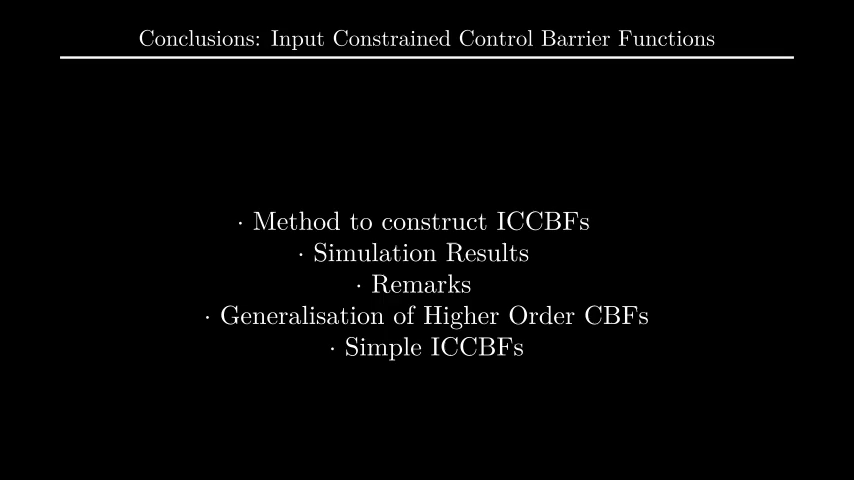 Conclusions: Input Constrained Control Barrier Functions
· Method to construct ICCBFs
· Simulation Results
· Remarks
· Generalisation of Higher Order CBFs
· Simple ICCBFs